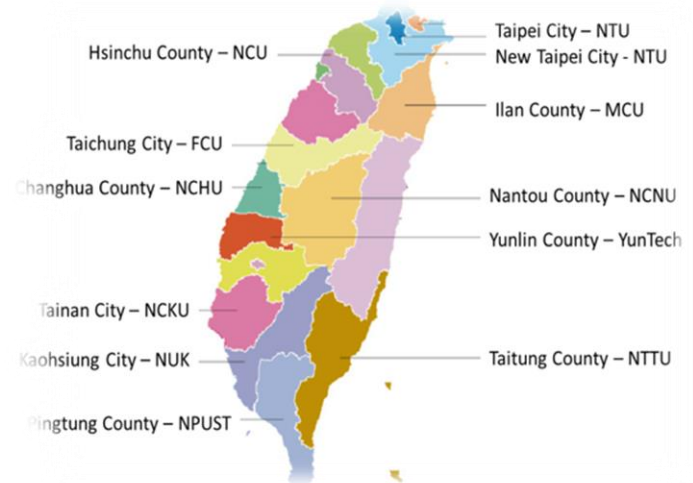 Taipei City – NTU
Hsinchu County – NCU
New Taipei City - NTU
Ilan County – MCU
Taichung City – FCU
Changhua County – NCHU
Nantou County – NCNU
Yunlin County – YunTech
Tainan City – NCKU
Kaohsiung City – NUK
Taitung County – NTTU
Pingtung County – NPUST